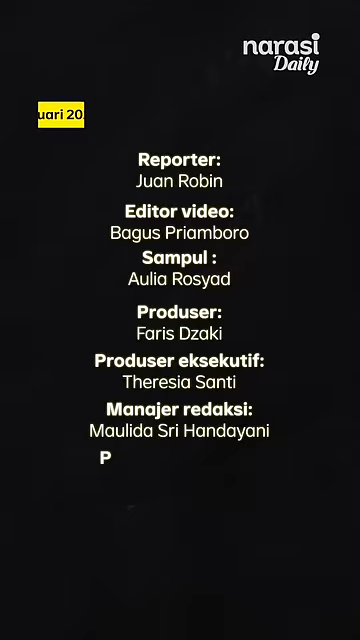 narasi
Daily
uari 20
Reporter:
Juan Robin
Editor video:
Bagus Priamboro
Sampul :
Aulia Rosyad
Produser:
Faris Dzaki
Produser eksekutif:
Theresia Santi
Manajer redaksi:
Maulida Sri Handayani
P